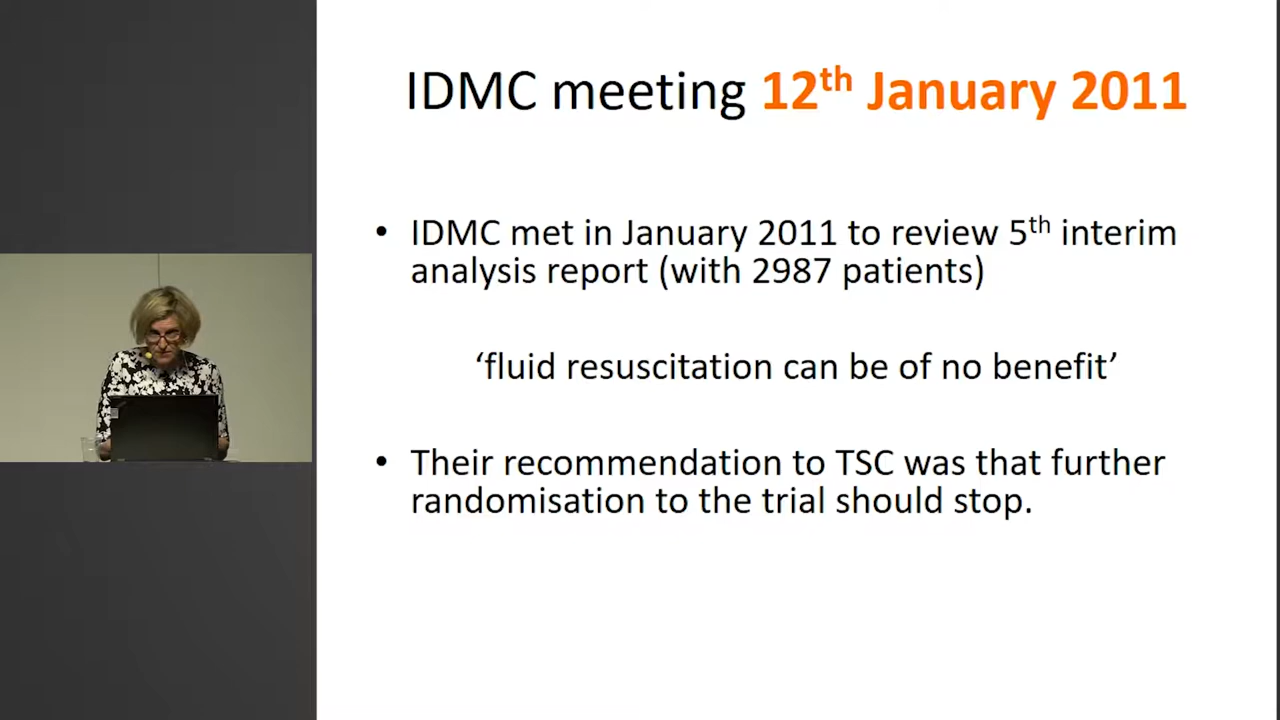 IDMC meeting 12th January 2011
• IDMC met in January 2011 to review 5th interim
analysis report (with 2987 patients)
‘fluid resuscitation can be of no benefit’
• Their recommendation to TSC was that further
randomisation to the trial should stop.